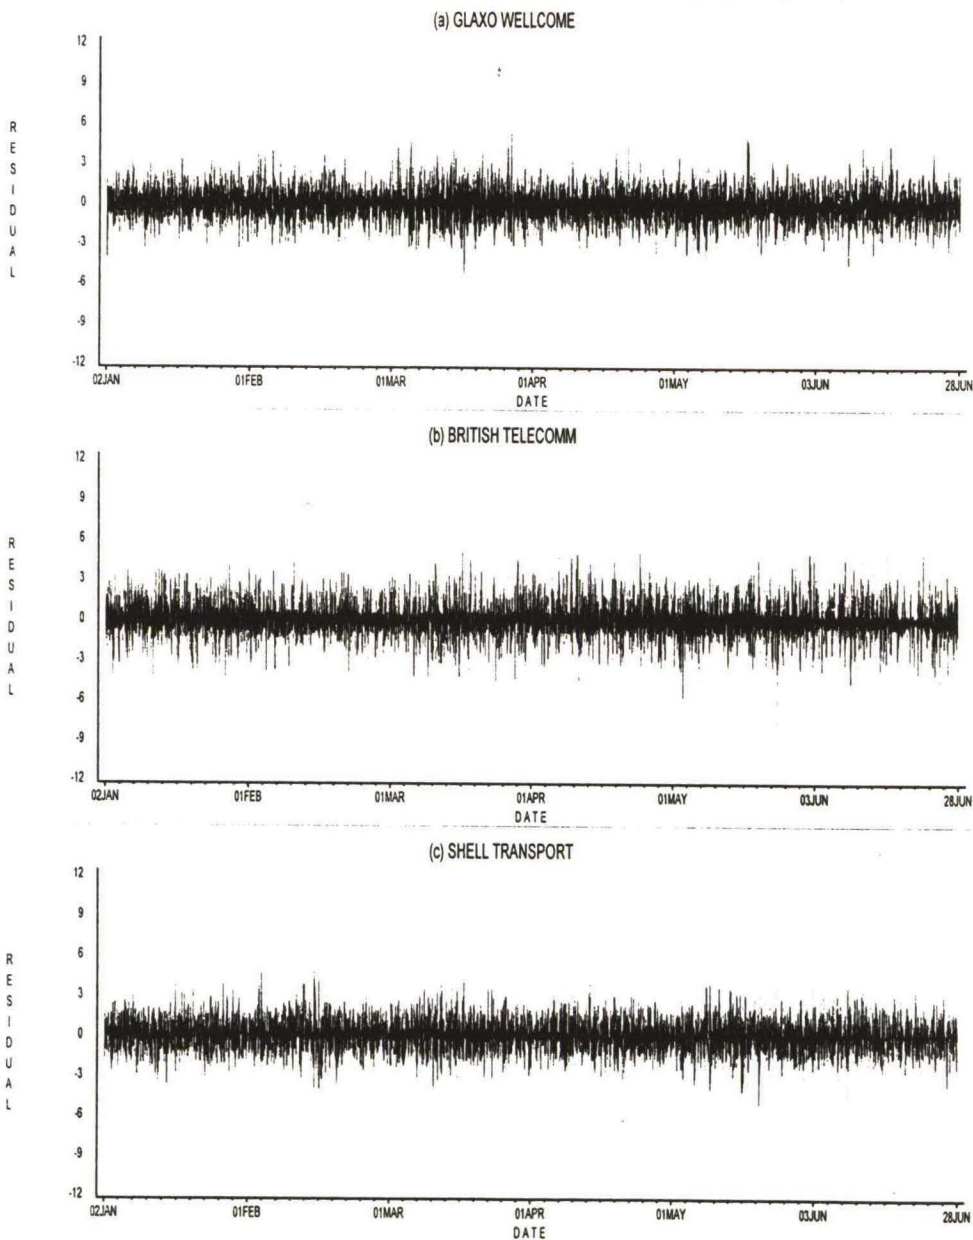 (a) GLAXO WELLCOME
12
9
6
3
0
-3
-6
-9
-12
RESIDUAL
02JAN 01FEB 01MAR 01APR 01MAY 03JUN 28JUN
DATE
(b) BRITISH TELECOMM
12
9
6
3
0
-3
-6
-9
-12
RESIDUAL
02JAN 01FEB 01MAR 01APR 01MAY 03JUN 28JUN
DATE
(c) SHELL TRANSPORT
12
9
6
3
0
-3
-6
-9
-12
RESIDUAL
02JAN 01FEB 01MAR 01APR 01MAY 03JUN 28JUN
DATE